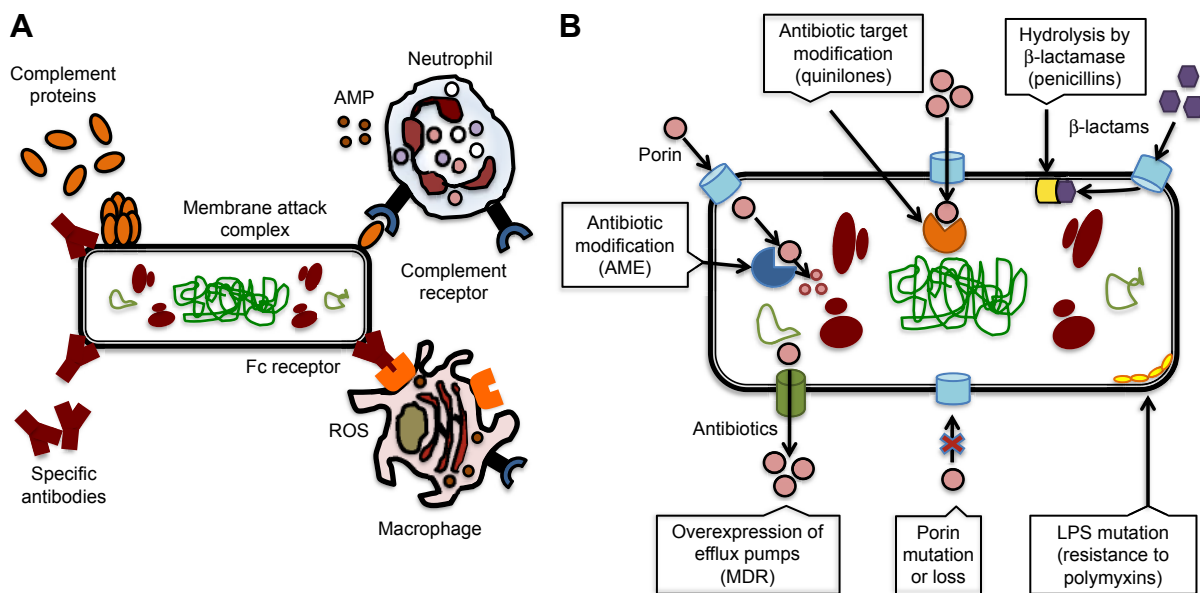 A
Complement
proteins
AMP
Neutrophil
Membrane attack
complex
Complement
receptor
Fc receptor
ROS
Specific
antibodies
Macrophage
B
Antibiotic target
modification
(quinilones)
Hydrolysis by
β-lactamase
(penicillins)
β-lactams
Porin
Antibiotic
modification
(AME)
Antibiotics
Overexpression of
efflux pumps
(MDR)
Porin
mutation
or loss
LPS mutation
(resistance to
polymyxins)